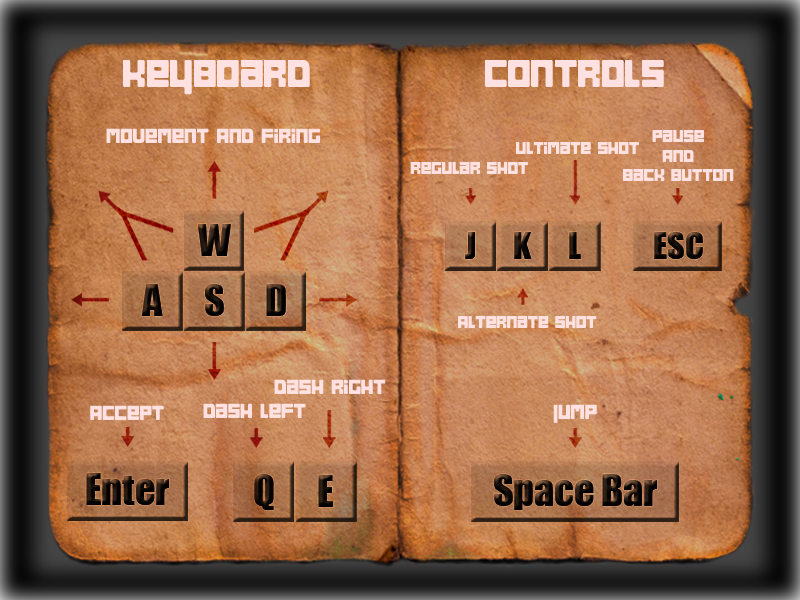 KEYBOARD
MOVEMENT AND FIRING
W
A S D
DASH RIGHT
ACCEPT
DASH LEFT
Enter
Q E
CONTROLS
PAUSE
AND
BACK BUTTON
ULTIMATE SHOT
REGULAR SHOT
J K L
ESC
ALTERNATE SHOT
JUMP
Space Bar